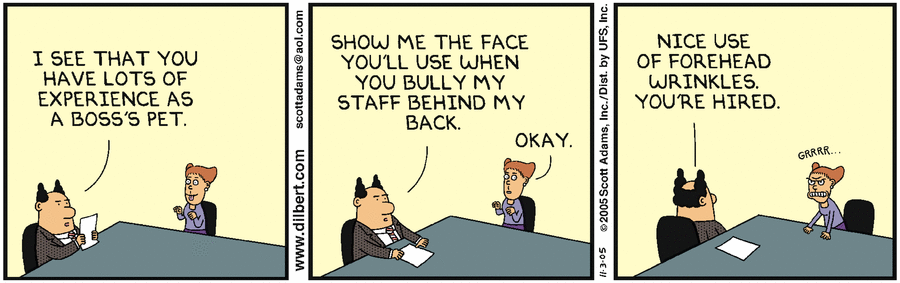 I SEE THAT YOU
HAVE LOTS OF
EXPERIENCE AS
A BOSS'S PET.
www.dilbert.com scottadams@aol.com
SHOW ME THE FACE
YOU'LL USE WHEN
YOU BULLY MY
STAFF BEHIND MY
BACK.
OKAY.
11-3-05 ©2005 Scott Adams, Inc./Dist. by UFS, Inc.
NICE USE
OF FOREHEAD
WRINKLES.
YOU'RE HIRED.
GRRRR...